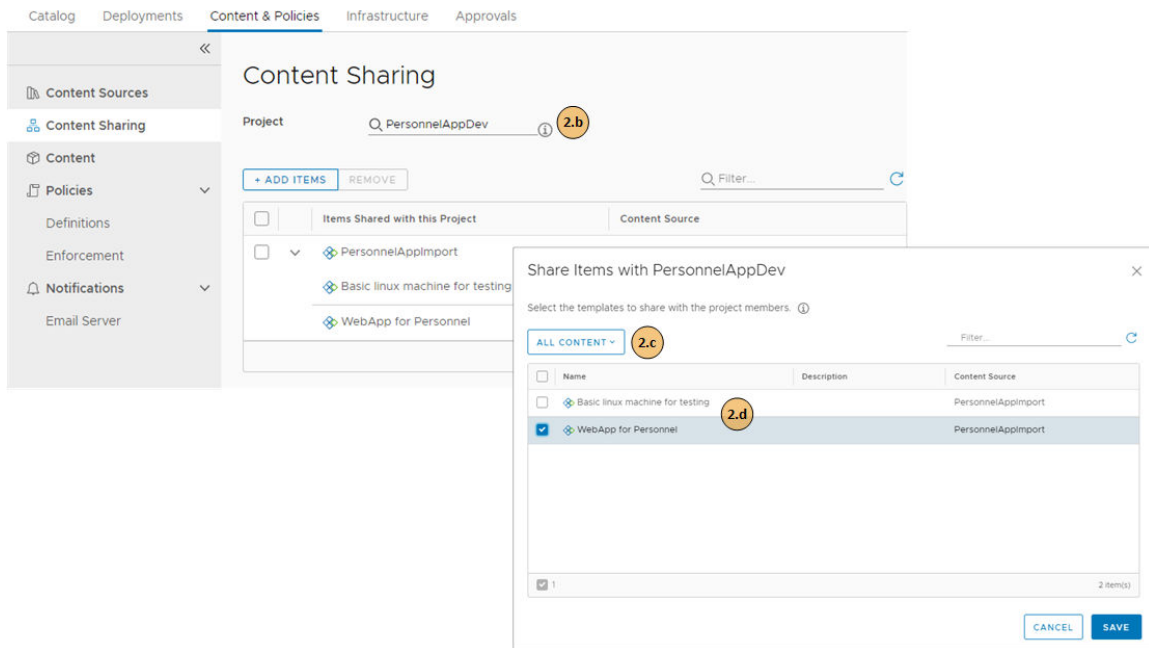 Catalog Deployments Content & Policies Infrastructure Approvals
Content Sources
Content Sharing
Content
Policies
Definitions
Enforcement
Notifications
Email Server
Content Sharing
Project PersonnelAppDev 2.b
+ ADD ITEMS REMOVE Filter...
Items Shared with this Project Content Source
PersonnelAppImport
Basic linux machine for testing
WebApp for Personnel
Share Items with PersonnelAppDev
Select the templates to share with the project members.
ALL CONTENT 2.c Filter...
Name Description Content Source
Basic linux machine for testing PersonnelAppImport
2.d
WebApp for Personnel PersonnelAppImport
1 2 item(s)
CANCEL SAVE